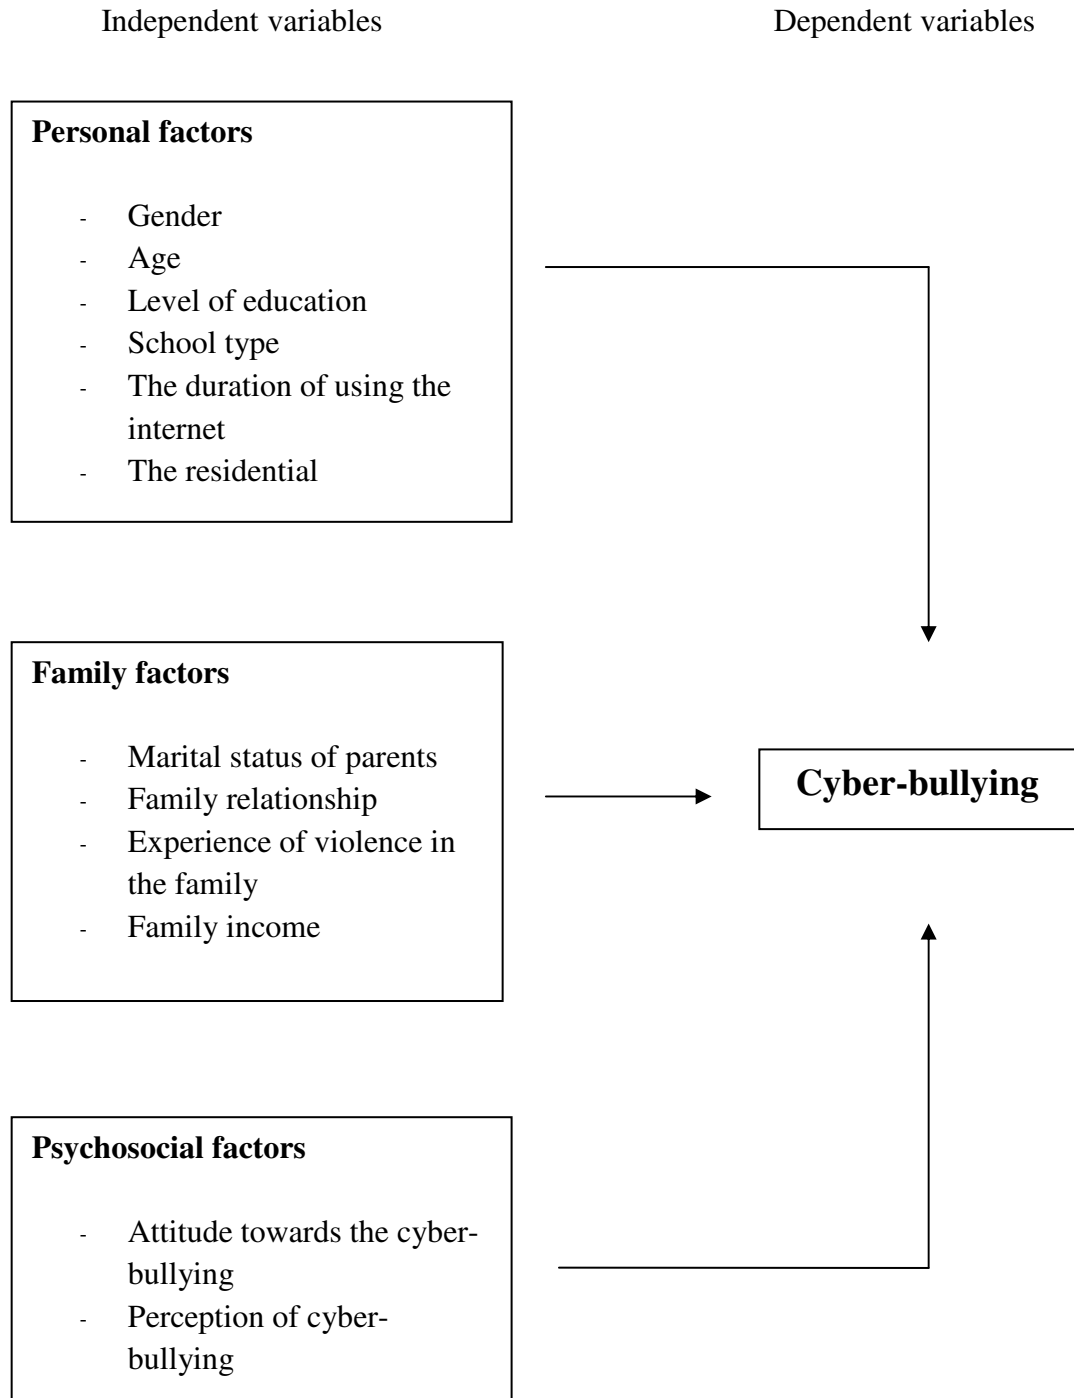 Independent variables
Dependent variables
Personal factors
- Gender
- Age
- Level of education
- School type
- The duration of using the
internet
- The residential
Family factors
- Marital status of parents
- Family relationship
- Experience of violence in
the family
- Family income
Cyber-bullying
Psychosocial factors
- Attitude towards the cyber-
bullying
- Perception of cyber-
bullying